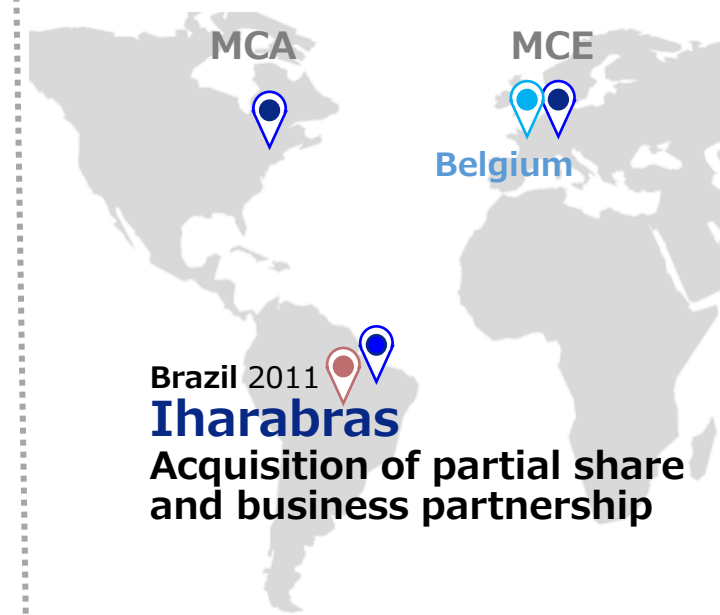 MCA
MCE
Belgium
Brazil 2011
Iharabras
Acquisition of partial share
and business partnership